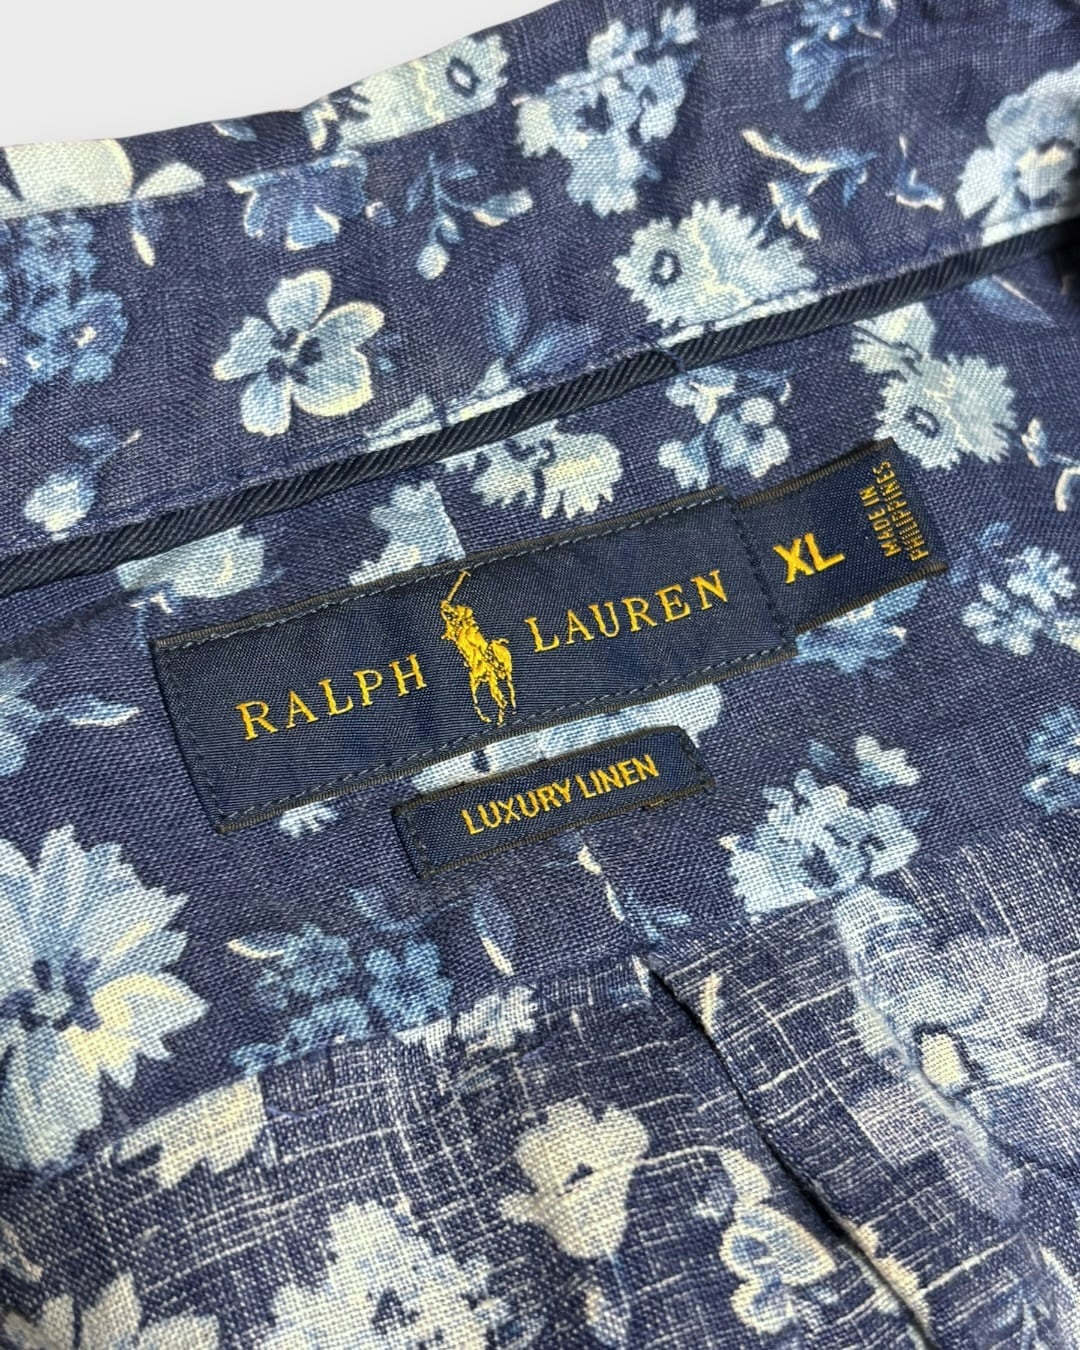 RALPH LAUREN
XL
MADE IN
PHILIPPINES
LUXURY LINEN